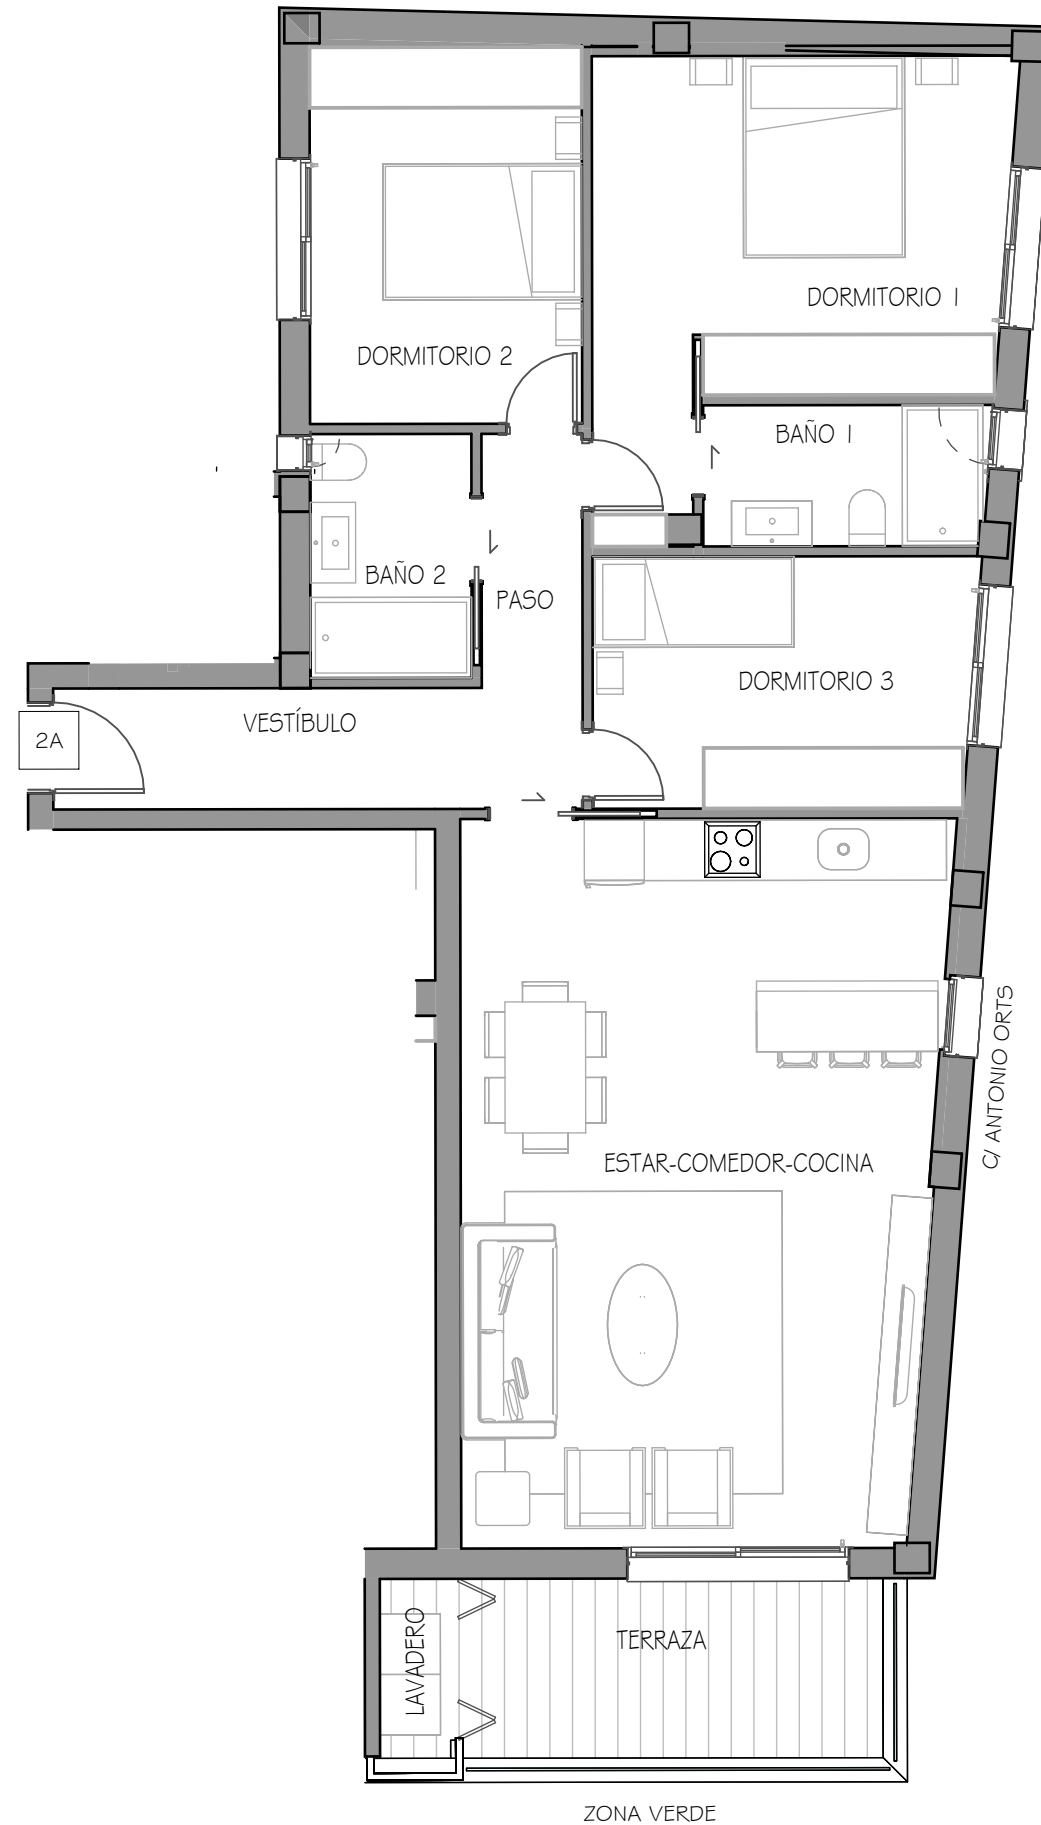 DORMITORIO 1
DORMITORIO 2
BAÑO 1
BAÑO 2
PASO
DORMITORIO 3
VESTÍBULO
2A
C/ ANTONIO ORTS
ESTAR-COMEDOR-COCINA
TERRAZA
LAVADERO
ZONA VERDE